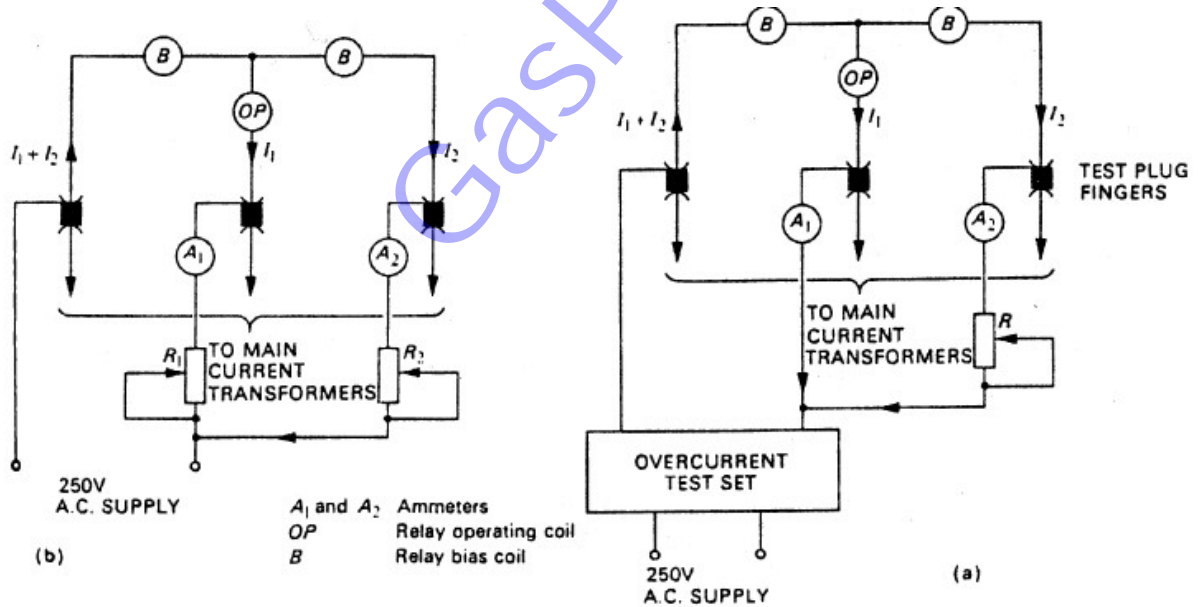 B
B
OP
I₁ + I₂
I₁
I₂
A₁
A₂
R₁
TO MAIN
CURRENT
TRANSFORMERS
R₂
250V
A.C. SUPPLY
A₁ and A₂ Ammeters
OP Relay operating coil
B Relay bias coil
(b)
B
B
OP
I₁ + I₂
I₁
I₂
TEST PLUG
FINGERS
A₁
A₂
TO MAIN
CURRENT
TRANSFORMERS
R
OVERCURRENT
TEST SET
250V
A.C. SUPPLY
(a)